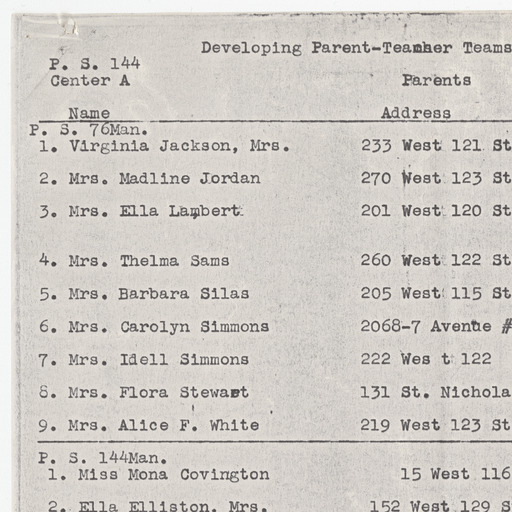 Developing Parent-Teacher Teams
P. S. 144
Center A Parents
Name Address
P. S. 76Man.
1. Virginia Jackson, Mrs. 233 West 121 St
2. Mrs. Madline Jordan 270 West 123 St
3. Mrs. Ella Lambert 201 West 120 St
4. Mrs. Thelma Sams 260 West 122 St
5. Mrs. Barbara Silas 205 West 115 St
6. Mrs. Carolyn Simmons 2068-7 Avenue #
7. Mrs. Idell Simmons 222 Wes t 122
8. Mrs. Flora Stewart 131 St. Nichola
9. Mrs. Alice F. White 219 West 123 St
P. S. 144Man.
1. Miss Mona Covington 15 West 116
2. Ella Elliston, Mrs. 152 West 129 S